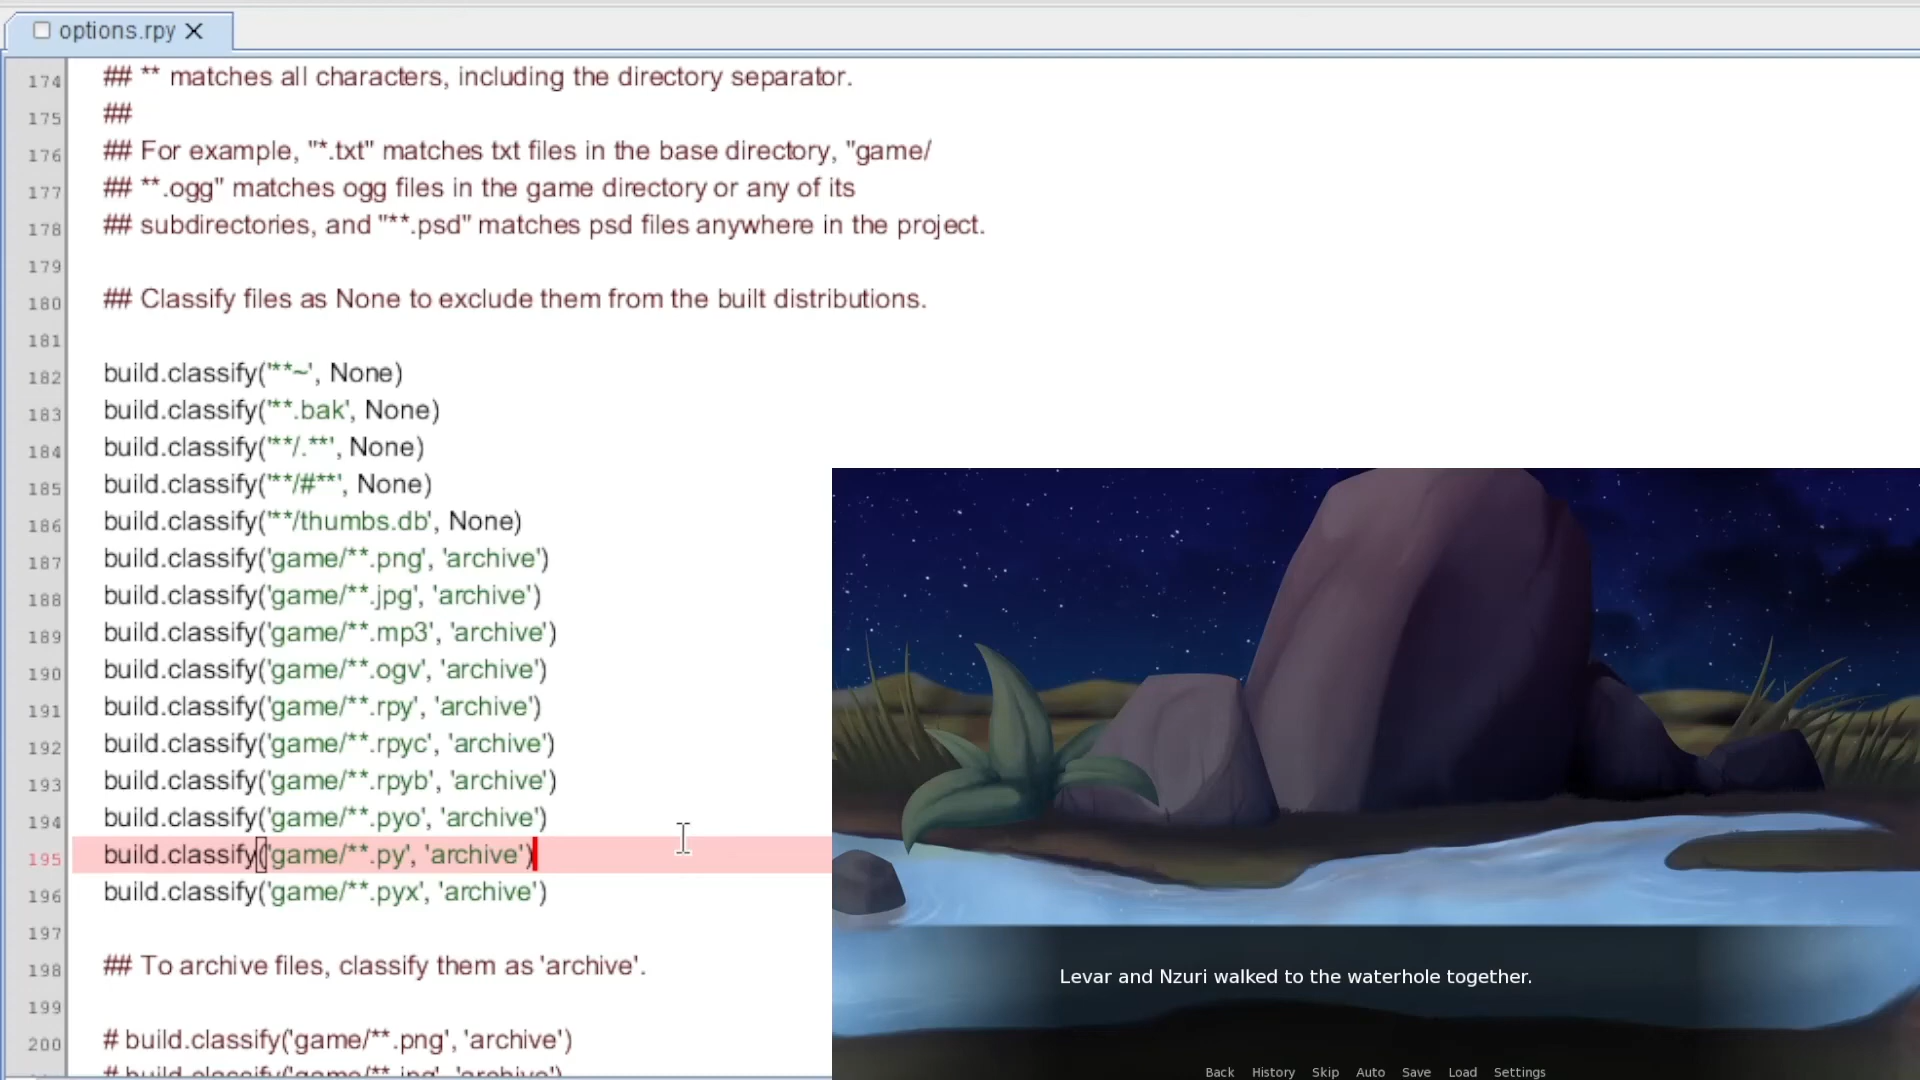 options.rpy
174 ## ** matches all characters, including the directory separator.
175 ##
176 ## For example, "*.txt" matches txt files in the base directory, "game/
177 ## **.ogg" matches ogg files in the game directory or any of its
178 ## subdirectories, and "**.psd" matches psd files anywhere in the project.
179
180 ## Classify files as None to exclude them from the built distributions.
181
182 build.classify('**~', None)
183 build.classify('**.bak', None)
184 build.classify('**/.**', None)
185 build.classify('**/#**', None)
186 build.classify('**/thumbs.db', None)
187 build.classify('game/**.png', 'archive')
188 build.classify('game/**.jpg', 'archive')
189 build.classify('game/**.mp3', 'archive')
190 build.classify('game/**.ogv', 'archive')
191 build.classify('game/**.rpy', 'archive')
192 build.classify('game/**.rpyc', 'archive')
193 build.classify('game/**.rpyb', 'archive')
194 build.classify('game/**.pyo', 'archive')
195 build.classify('game/**.py', 'archive')
196 build.classify('game/**.pyx', 'archive')
197
198 ## To archive files, classify them as 'archive'.
199
200 # build.classify('game/**.png', 'archive')
# build.classify('game/**.jpg', 'archive')
Levar and Nzuri walked to the waterhole together.
Back History Skip Auto Save Load Settings